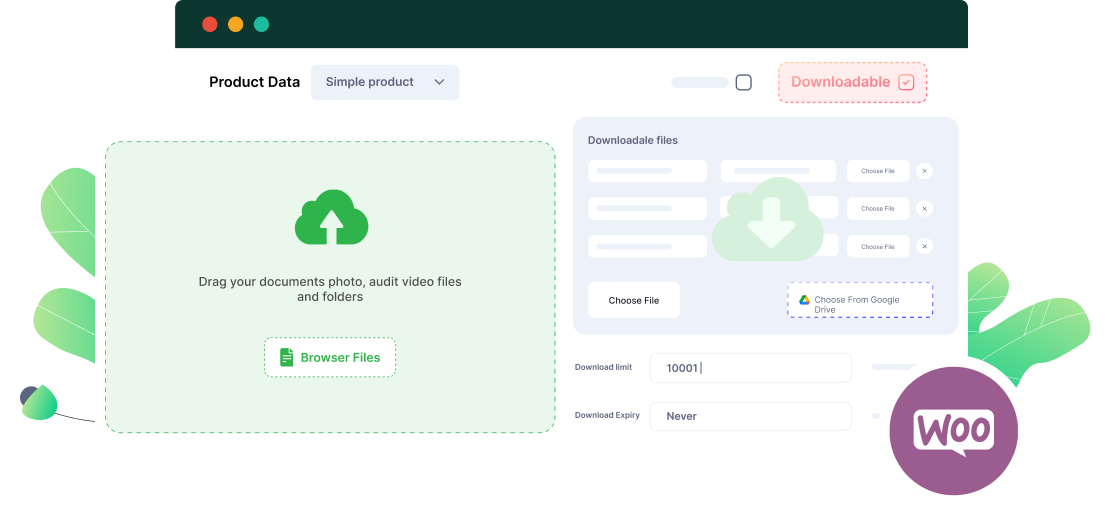 Product Data
Simple product
Downloadable
Drag your documents photo, audit video files
and folders
Browser Files
Downloadale files
Choose File
Choose File
Choose File
Choose File
Choose From Google
Drive
Download limit
10001
Download Expiry
Never
Woo